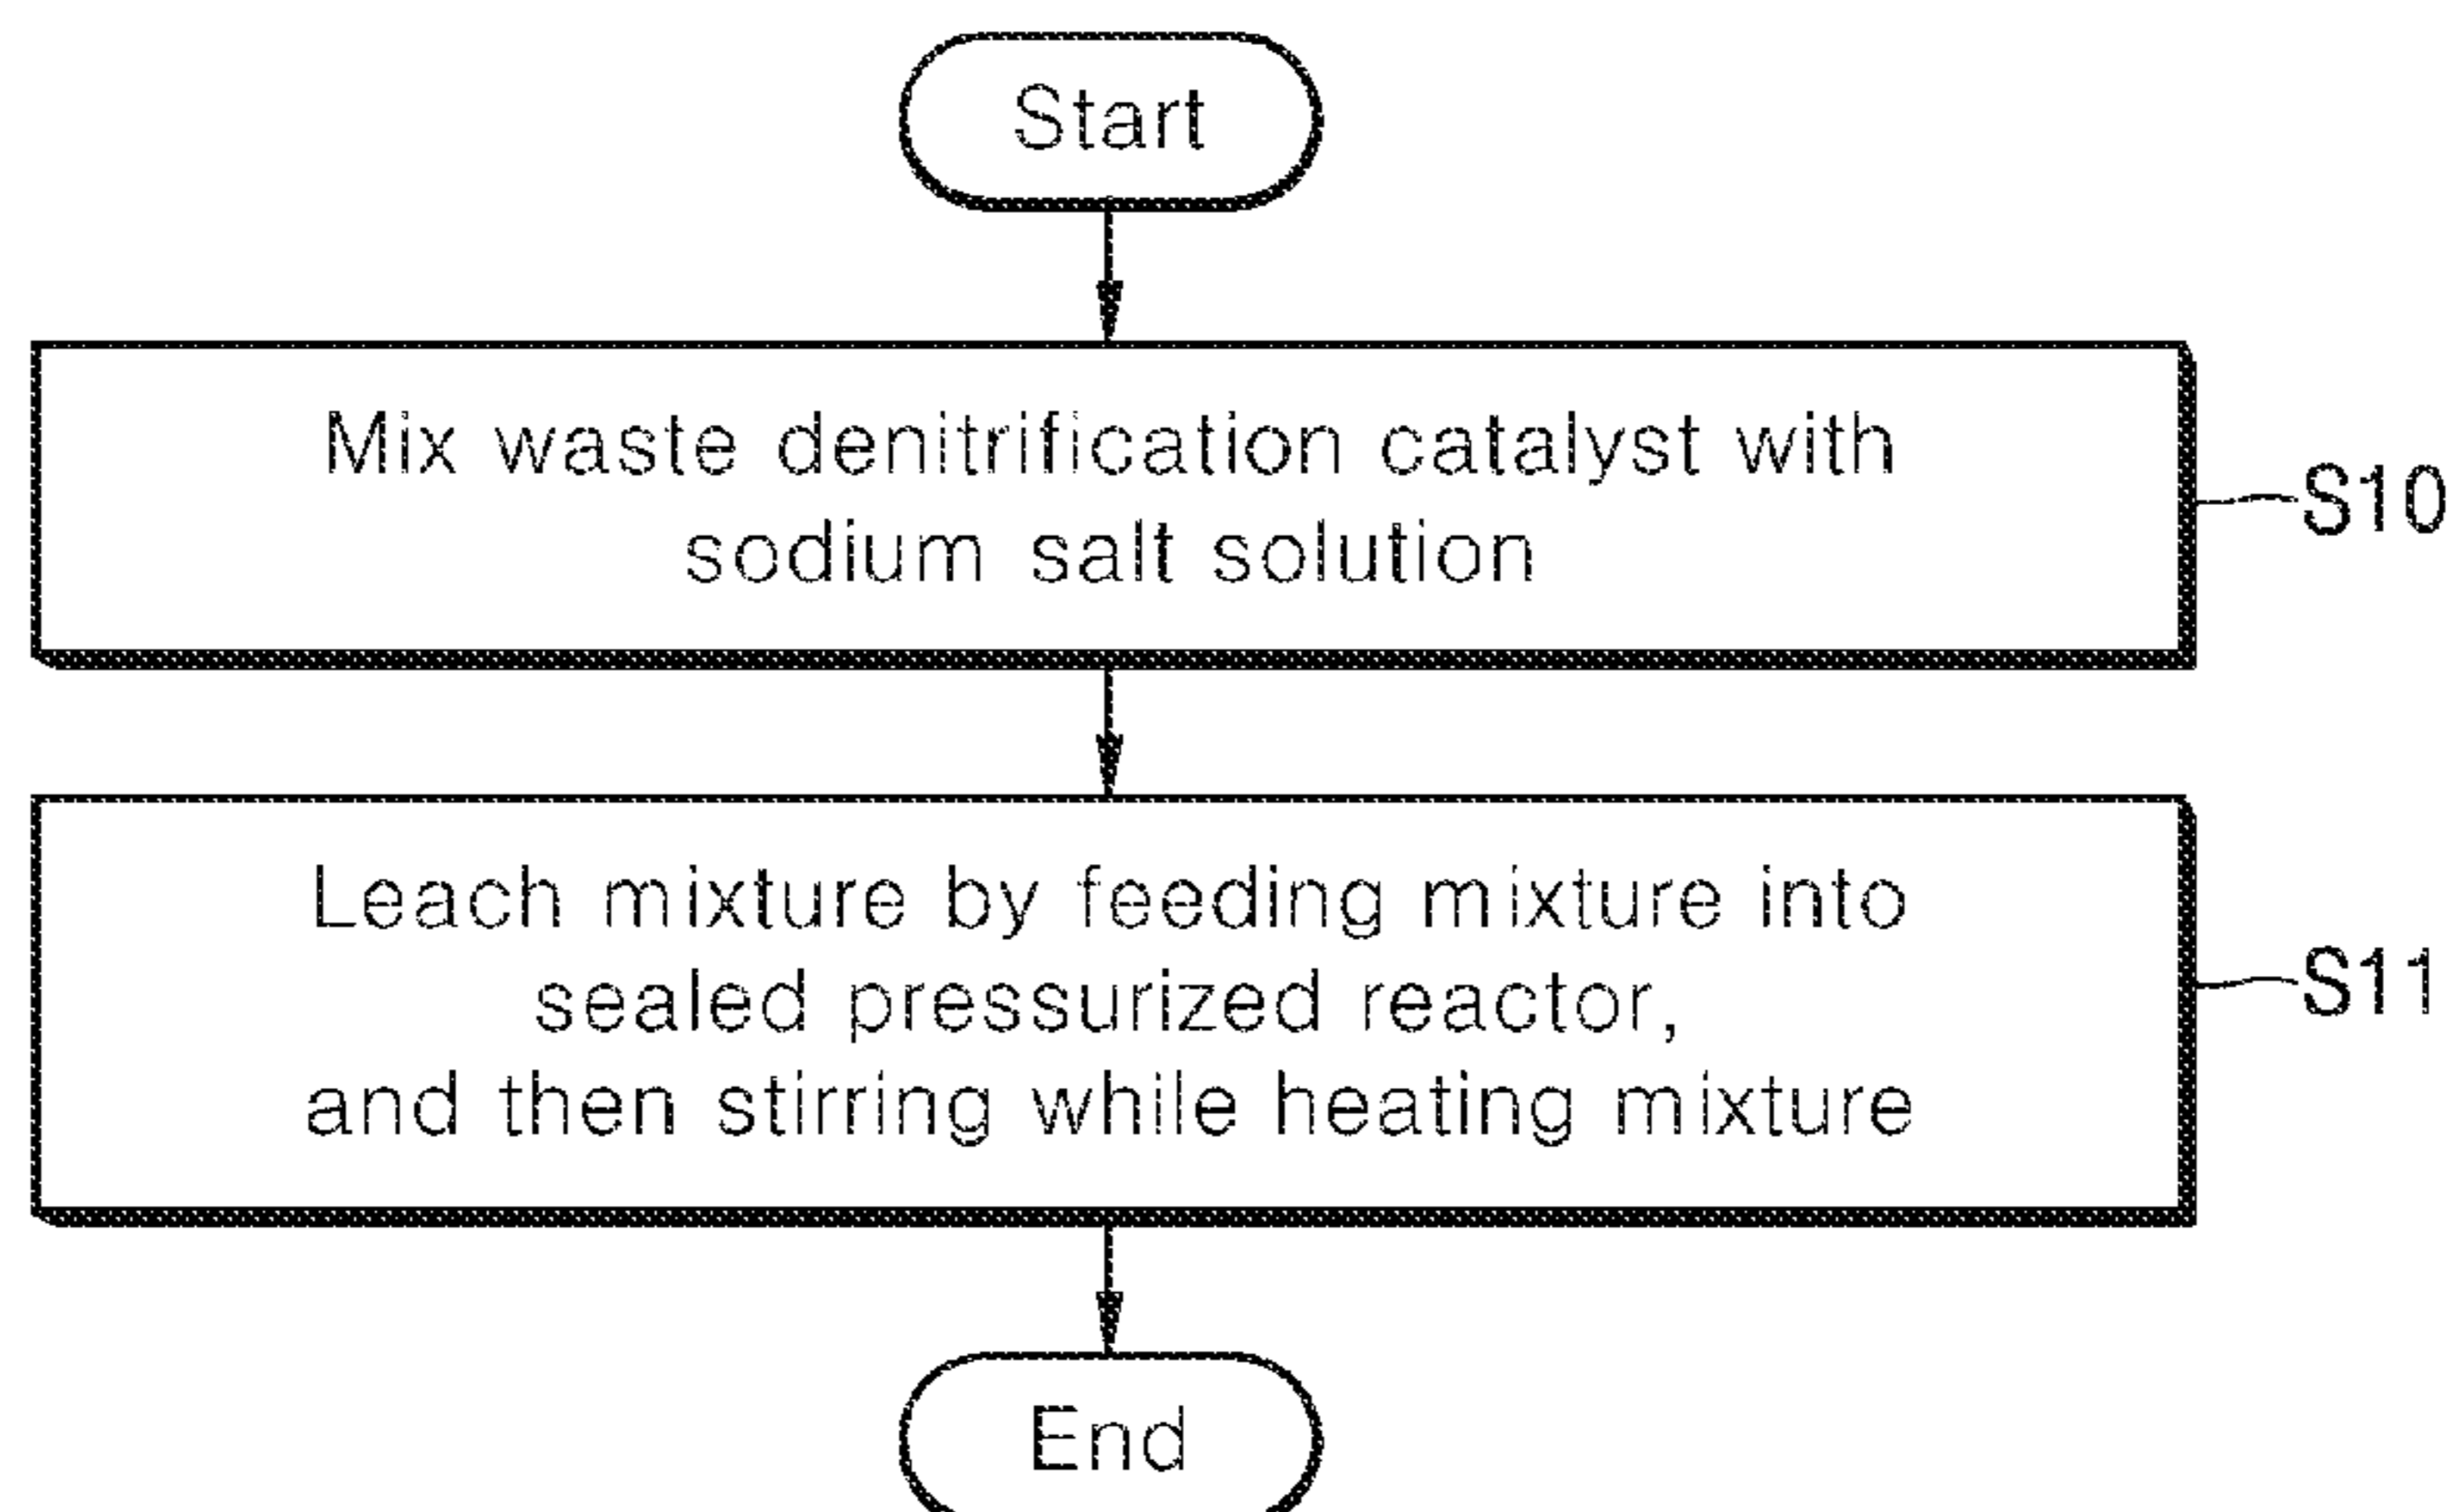 Start
Mix waste denitrification catalyst with
sodium salt solution
S10
Leach mixture by feeding mixture into
sealed pressurized reactor,
and then stirring while heating mixture
S11
End